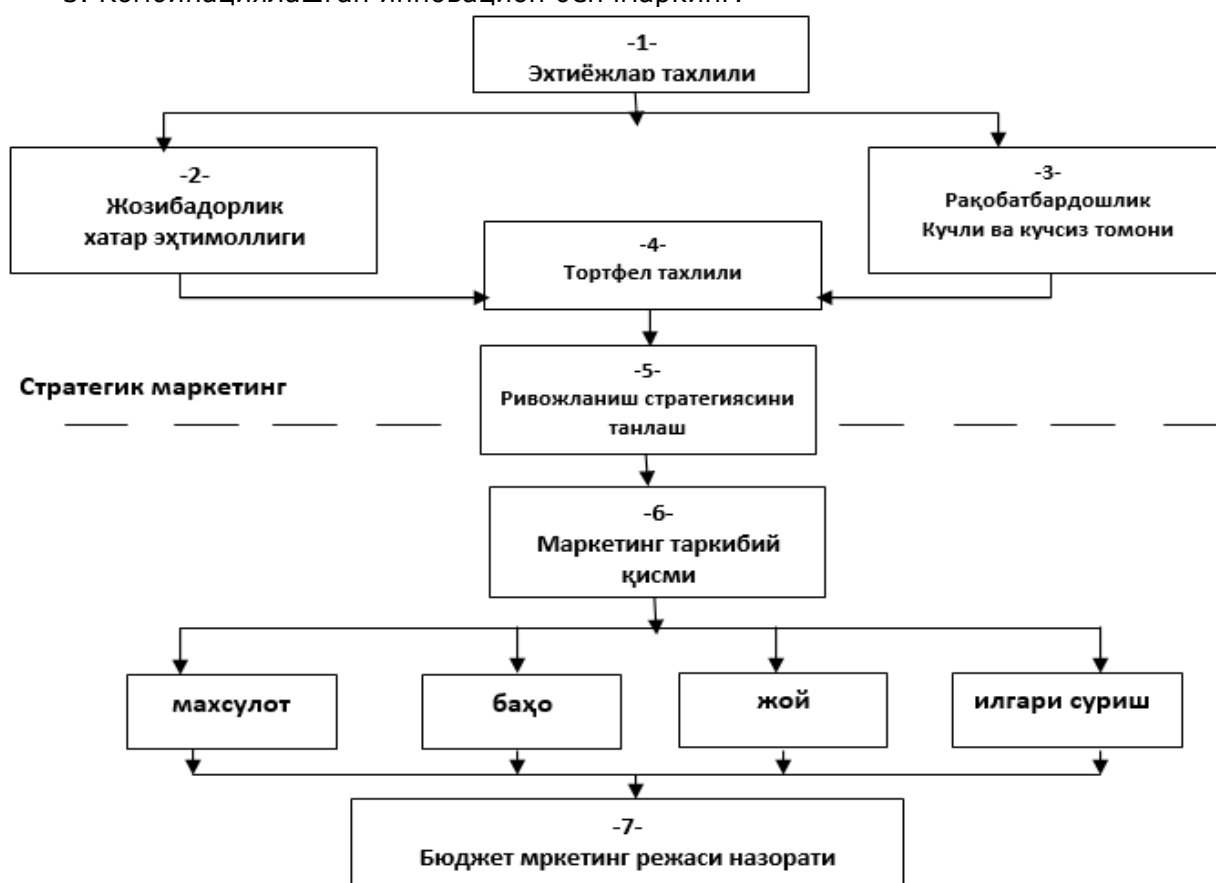 -1-
Эхтиёжлар тахлили
-2-
Жозибадорлик
хатар эҳтимоллиги
-3-
Рақобатбардошлик
Кучли ва кучсиз томони
-4-
Тортфел тахлили
Стратегик маркетинг
-5-
Ривожланиш стратегиясини
танлаш
-6-
Маркетинг таркибий
қисми
махсулот
баҳо
жой
илгари суриш
-7-
Бюджет мркетинг режаси назорати